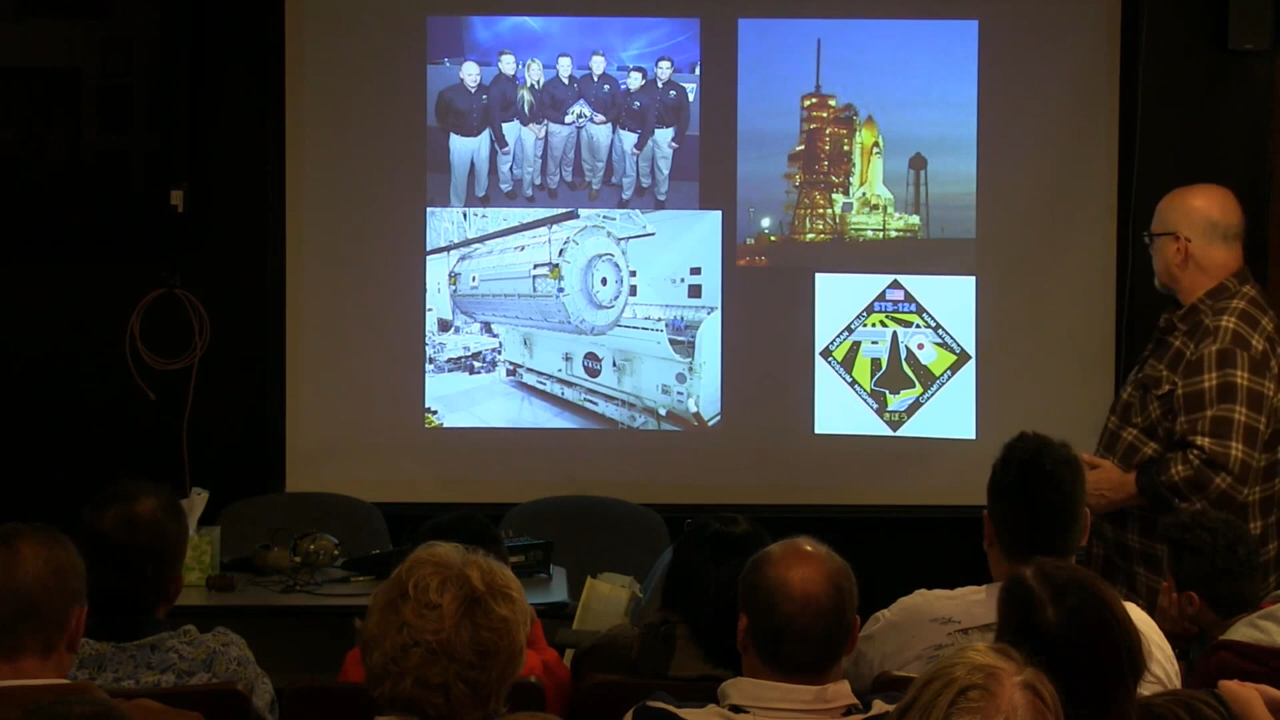 NASA
STS-124
GARAN KELLY
HAM NYBERG
FOSSUM HOSHIDE
CHAMITOFF
きぼう